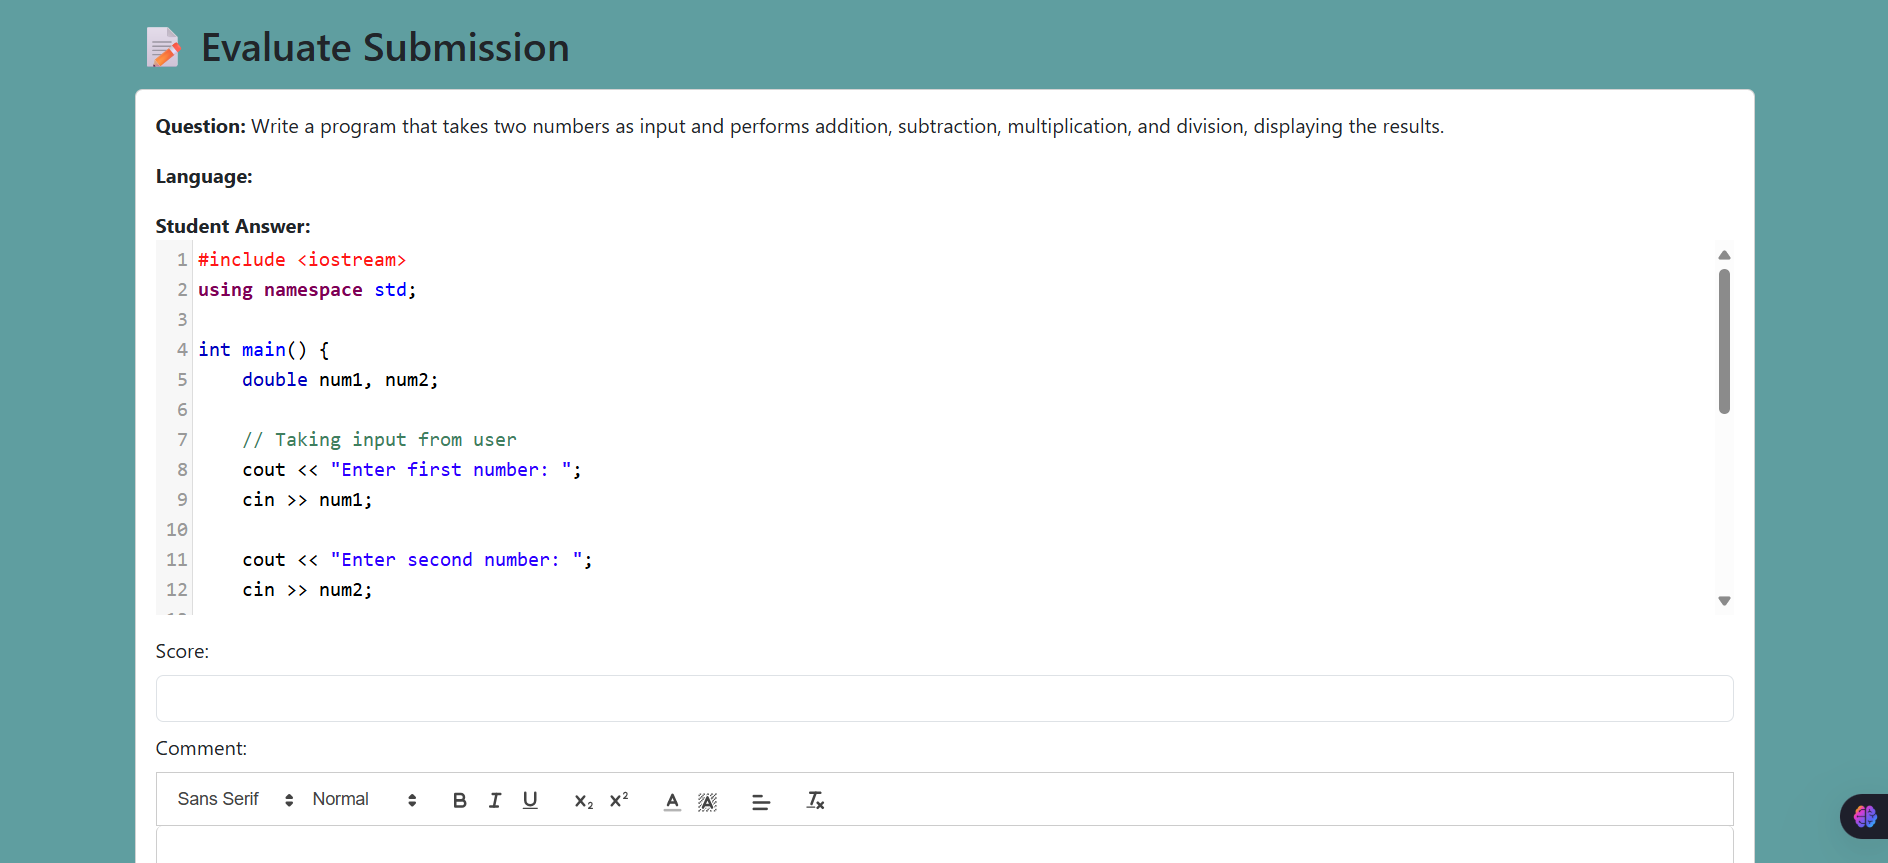 Evaluate Submission
Question: Write a program that takes two numbers as input and performs addition, subtraction, multiplication, and division, displaying the results.
Language:
Student Answer:
1 #include <iostream>
2 using namespace std;
3
4 int main() {
5     double num1, num2;
6
7     // Taking input from user
8     cout << "Enter first number: ";
9     cin >> num1;
10
11     cout << "Enter second number: ";
12     cin >> num2;
Score:
Comment:
Sans Serif Normal B I U x₂ x² A A Tx